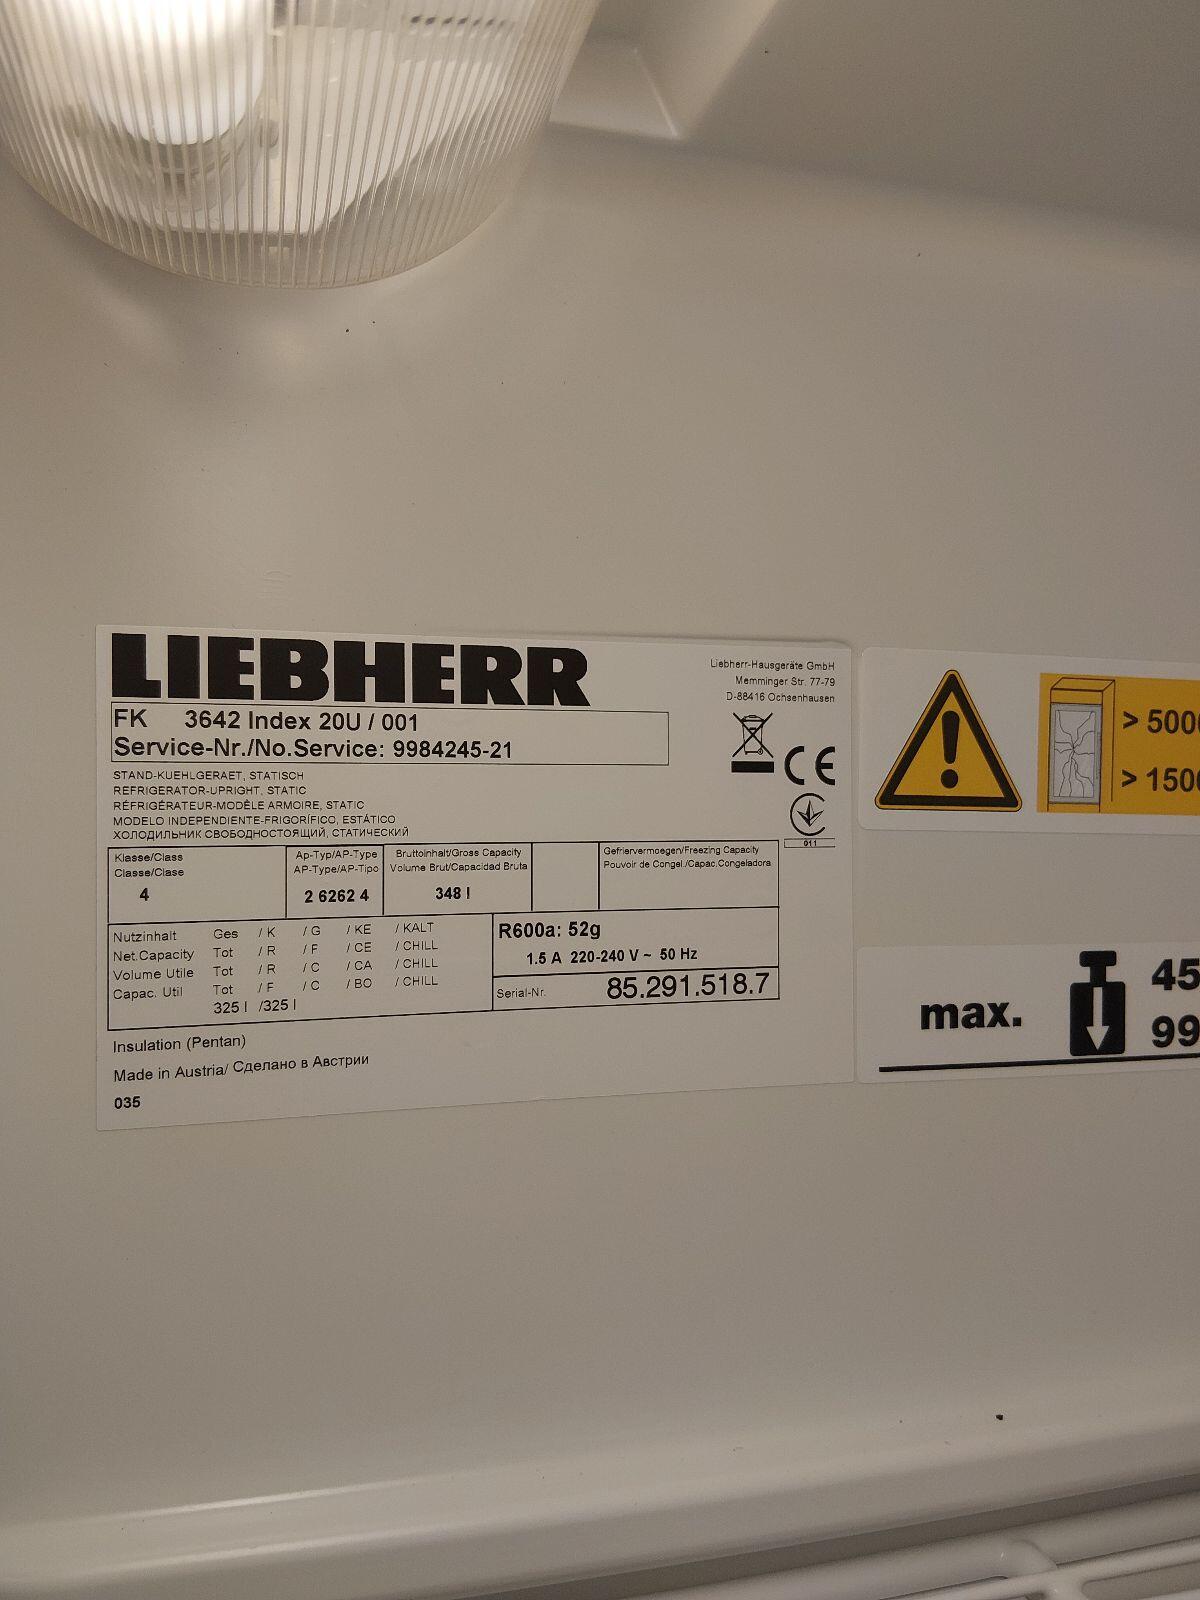 LIEBHERR
Liebherr-Hausgeräte GmbH
Memminger Str. 77-79
D-88416 Ochsenhausen
FK 3642 Index 20U / 001
Service-Nr./No.Service: 9984245-21
STAND-KUEHLGERAET, STATISCH
REFRIGERATOR-UPRIGHT, STATIC
RÉFRIGÉRATEUR-MODÈLE ARMOIRE, STATIC
MODELO INDEPENDIENTE-FRIGORÍFICO, ESTÁTICO
ХОЛОДИЛЬНИК СВОБОДНОСТОЯЩИЙ, СТАТИЧЕСКИЙ
CE
011
Klasse/Class
Classe/Clase
4
Ap-Typ/AP-Type
AP-Type/AP-Tipo
2 6262 4
Bruttoinhalt/Gross Capacity
Volume Brut/Capacidad Bruta
348 l
Gefriervermoegen/Freezing Capacity
Pouvoir de Congel./Capac.Congeladora
Nutzinhalt Ges / K / G / KE / KALT
Net.Capacity Tot / R / F / CE / CHILL
Volume Utile Tot / R / C / CA / CHILL
Capac. Util Tot / F / C / BO / CHILL
325 l /325 l
R600a: 52g
1.5 A 220-240 V ~ 50 Hz
Serial-Nr. 85.291.518.7
Insulation (Pentan)
Made in Austria/ Сделано в Австрии
035
> 5000
> 1500
max.
45
99